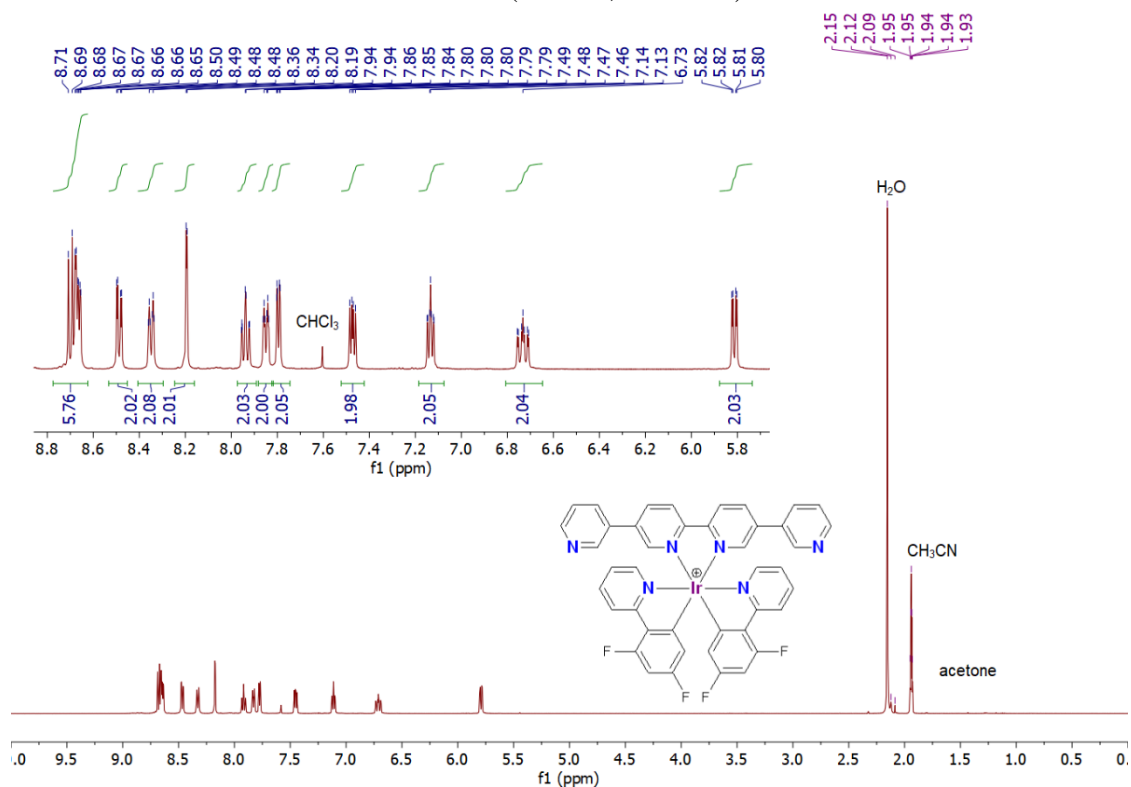 8.71 8.69 8.68 8.67 8.67 8.66 8.66 8.65 8.50 8.49 8.48 8.48 8.36 8.34 8.20 8.19 7.94 7.94 7.86 7.85 7.84 7.80 7.80 7.80 7.79 7.79 7.49 7.48 7.47 7.46 7.14 7.13 6.73 5.82 5.82 5.81 5.80
2.15 2.12 2.09 1.95 1.95 1.94 1.94 1.93
H₂O
CHCl₃
5.76 2.02 2.08 2.01 2.03 2.00 2.05 1.98 2.05 2.04 2.03
8.8 8.6 8.4 8.2 8.0 7.8 7.6 7.4 7.2 7.0 6.8 6.6 6.4 6.2 6.0 5.8
f1 (ppm)
N N N N
CH₃CN
⊕
N Ir N
acetone
F F
F F
9.5 9.0 8.5 8.0 7.5 7.0 6.5 6.0 5.5 5.0 4.5 4.0 3.5 3.0 2.5 2.0 1.5 1.0 0.5
f1 (ppm)